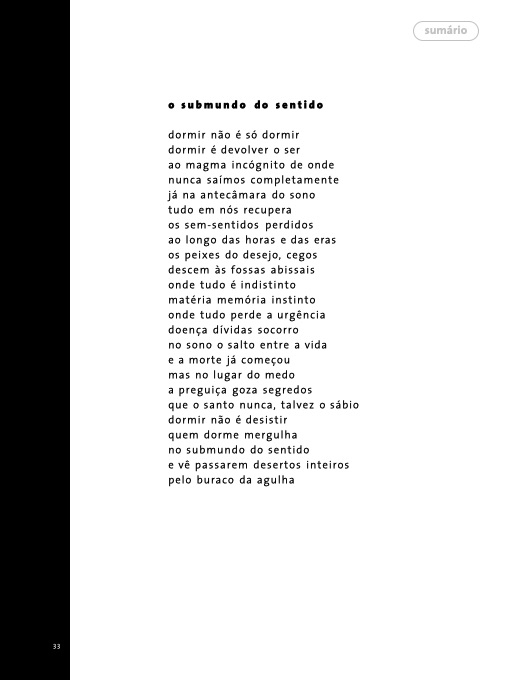 sumário
o submundo do sentido
dormir não é só dormir
dormir é devolver o ser
ao magma incógnito de onde
nunca saímos completamente
já na antecâmara do sono
tudo em nós recupera
os sem-sentidos perdidos
ao longo das horas e das eras
os peixes do desejo, cegos
descem às fossas abissais
onde tudo é indistinto
matéria memória instinto
onde tudo perde a urgência
doença dívidas socorro
no sono o salto entre a vida
e a morte já começou
mas no lugar do medo
a preguiça goza segredos
que o santo nunca, talvez o sábio
dormir não é desistir
quem dorme mergulha
no submundo do sentido
e vê passarem desertos inteiros
pelo buraco da agulha
33